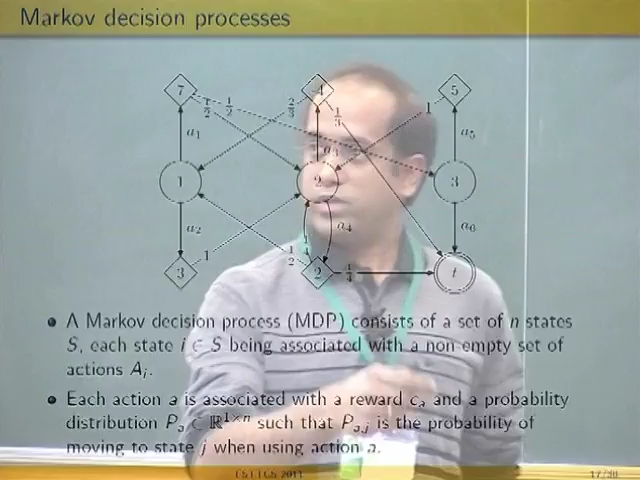 Markov decision processes
7 -4 5
1/2 1/2 2/3 1/3 1
a1 a3 a5
1 2 3
a2 a4 a6
1 1/2 1/4
3 2 1/4 t
• A Markov decision process (MDP) consists of a set of n states
S, each state i ∈ S being associated with a non-empty set of
actions Ai.
• Each action a is associated with a reward ca and a probability
distribution Pa ∈ ℝ1×n such that Pa,j is the probability of
moving to state j when using action a.